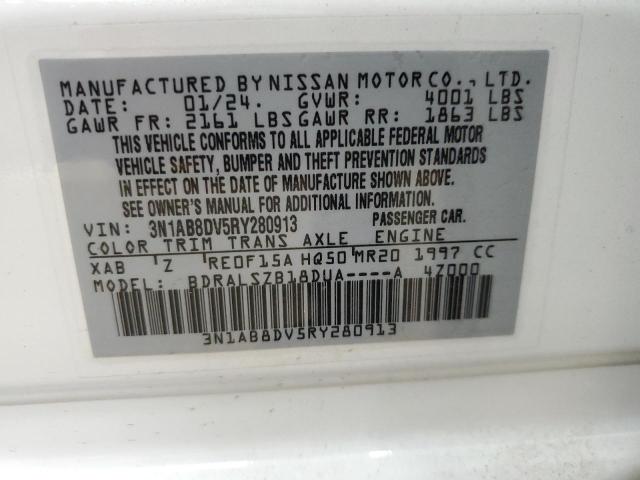 MANUFACTURED BY NISSAN MOTOR CO., LTD.
DATE: 01/24. GVWR: 4001 LBS
GAWR FR: 2161 LBS GAWR RR: 1863 LBS
THIS VEHICLE CONFORMS TO ALL APPLICABLE FEDERAL MOTOR
VEHICLE SAFETY, BUMPER AND THEFT PREVENTION STANDARDS
IN EFFECT ON THE DATE OF MANUFACTURE SHOWN ABOVE.
SEE OWNER'S MANUAL FOR ADDITIONAL INFORMATION.
VIN: 3N1AB8DV5RY280913 PASSENGER CAR.
COLOR TRIM TRANS AXLE ENGINE
XAB Z RE0F15A HQ50 MR20 1997 CC
MODEL: BDRALSZB18DUA----A 4Z000
3N1AB8DV5RY280913